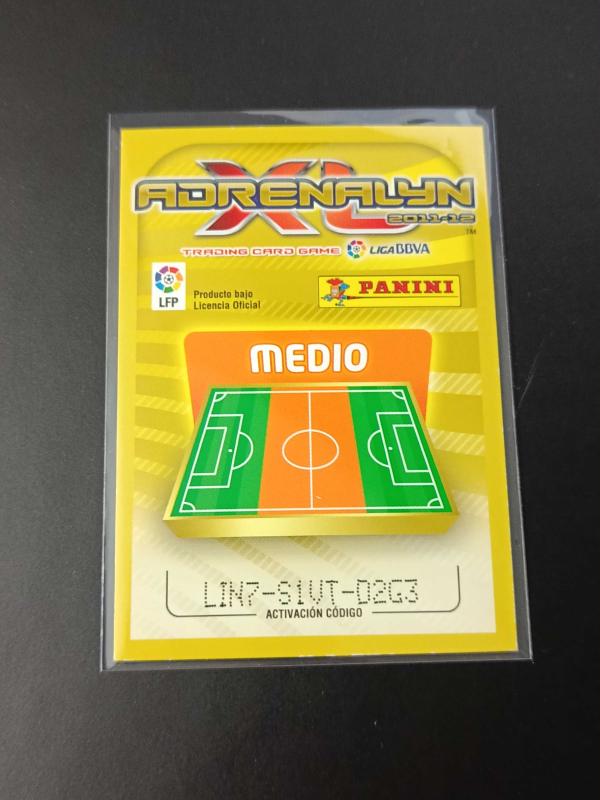 ADRENALYN
XL
2011-12
TM
TRADING CARD GAME LIGA BBVA
LFP
Producto bajo
Licencia Oficial
PANINI
MEDIO
L1N7-S1VT-D2G3
ACTIVACIÓN CÓDIGO